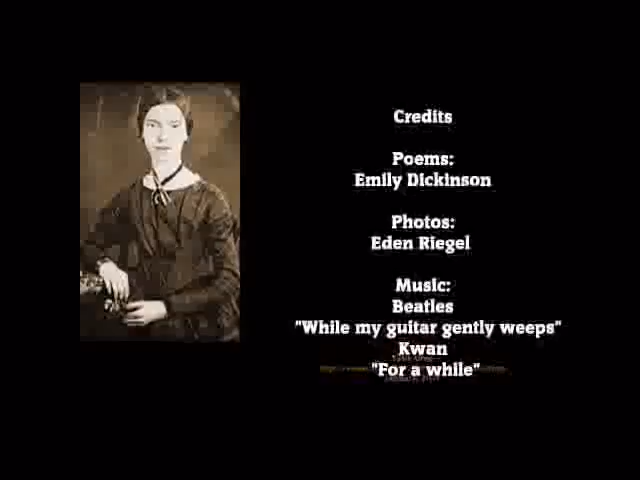 Credits
Poems:
Emily Dickinson
Photos:
Eden Riegel
Music:
Beatles
"While my guitar gently weeps"
Kwan
"For a while"